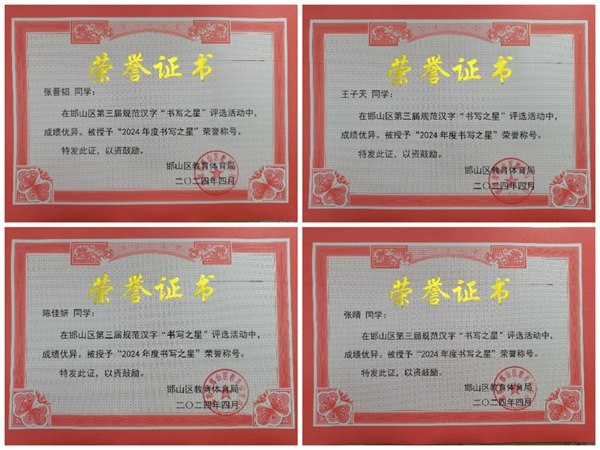 荣誉证书
张晋韬 同学：
在邯山区第三届规范汉字“书写之星”评选活动中，
成绩优异。被授予“2024年度书写之星”荣誉称号。
特发此证，以资鼓励。
邯山区教育体育局
二〇二四年四月
荣誉证书
王子天 同学：
在邯山区第三届规范汉字“书写之星”评选活动中，
成绩优异。被授予“2024年度书写之星”荣誉称号。
特发此证，以资鼓励。
邯山区教育体育局
二〇二四年四月
荣誉证书
陈佳妍 同学：
在邯山区第三届规范汉字“书写之星”评选活动中，
成绩优异。被授予“2024年度书写之星”荣誉称号。
特发此证，以资鼓励。
邯山区教育体育局
二〇二四年四月
荣誉证书
张晴 同学：
在邯山区第三届规范汉字“书写之星”评选活动中，
成绩优异。被授予“2024年度书写之星”荣誉称号。
特发此证，以资鼓励。
邯山区教育体育局
二〇二四年四月